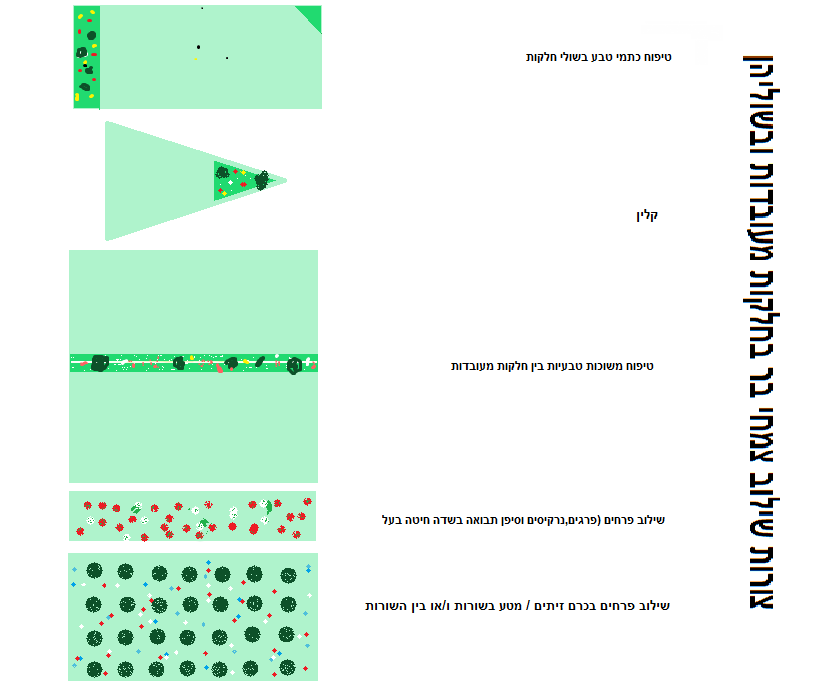 צורות שילוב צמחי בר בחלקות מעובדות ובשוליהן
טיפוח כתמי טבע בשולי חלקות
קלין
טיפוח משוכות טבעיות בין חלקות מעובדות
שילוב פרחים (פרגים,נרקיסים וסיפן תבואה בשדה חיטה בעל
שילוב פרחים בכרם זיתים / מטע בשורות ו/או בין השורות